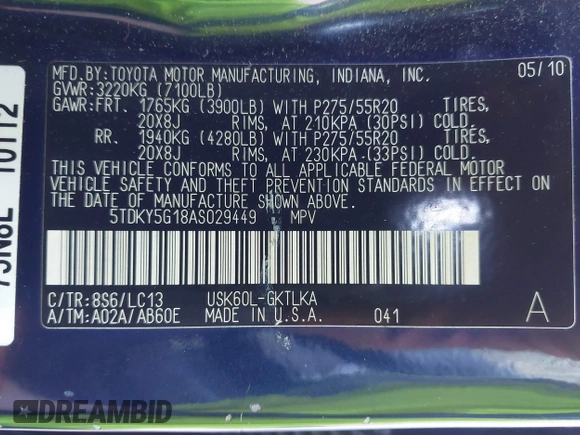 MFD.BY:TOYOTA MOTOR MANUFACTURING, INDIANA, INC. 05/10
GVWR:3220KG (7100LB)
GAWR:FRT. 1765KG (3900LB) WITH P275/55R20 TIRES,
20X8J RIMS, AT 210KPA (30PSI) COLD.
RR. 1940KG (4280LB) WITH P275/55R20 TIRES,
20X8J RIMS, AT 230KPA (33PSI) COLD.
THIS VEHICLE CONFORMS TO ALL APPLICABLE FEDERAL MOTOR
VEHICLE SAFETY AND THEFT PREVENTION STANDARDS IN EFFECT ON
THE DATE OF MANUFACTURE SHOWN ABOVE.
5TDKY5G18AS029449 MPV
C/TR:8S6/LC13 USK60L-GKTLKA
A/TM:A02A/AB60E MADE IN U.S.A. 041 A
DREAMBID